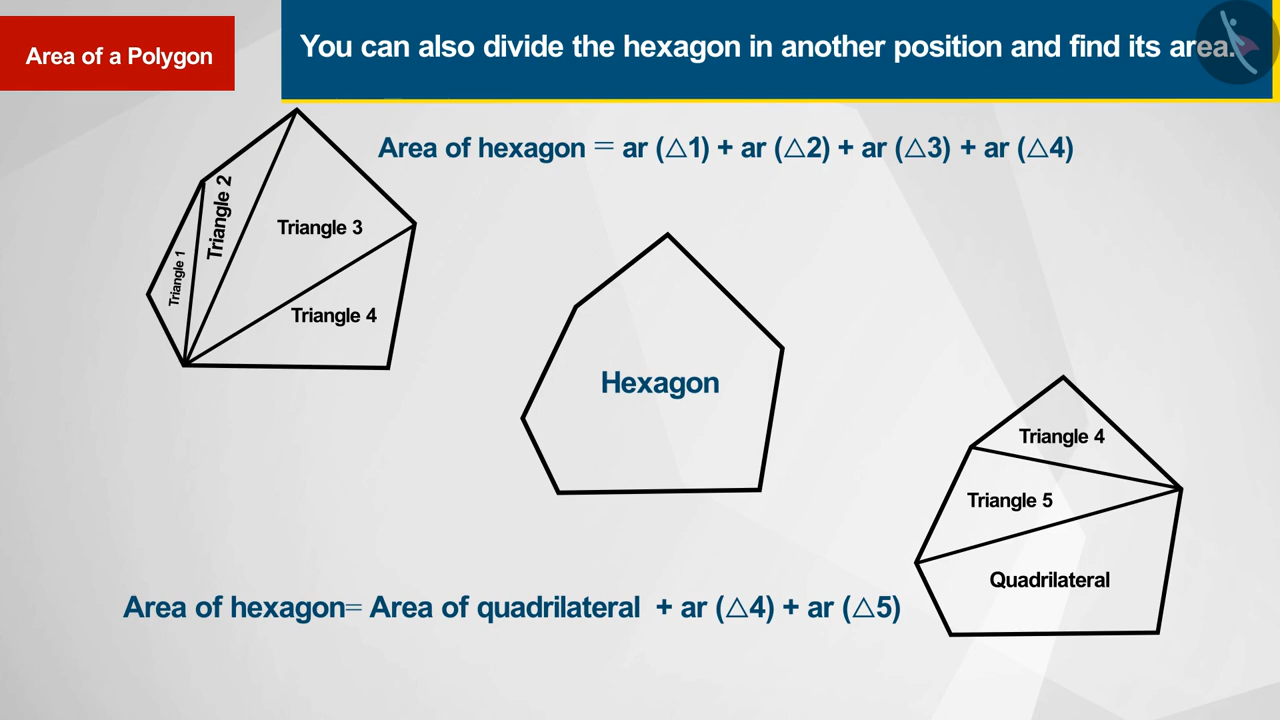 Area of a Polygon
You can also divide the hexagon in another position and find its area.
Area of hexagon = ar (△1) + ar (△2) + ar (△3) + ar (△4)
Triangle 1
Triangle 2
Triangle 3
Triangle 4
Hexagon
Triangle 4
Triangle 5
Quadrilateral
Area of hexagon= Area of quadrilateral + ar (△4) + ar (△5)